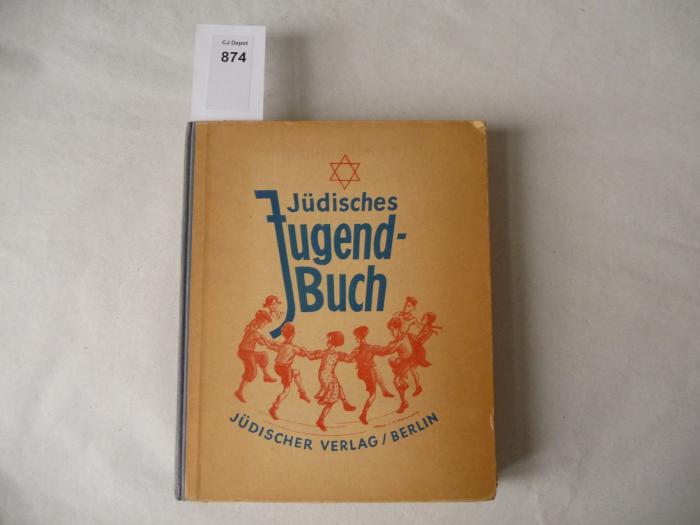 CJ Depot
874
Jüdisches
Jugend-
Buch
JÜDISCHER VERLAG / BERLIN